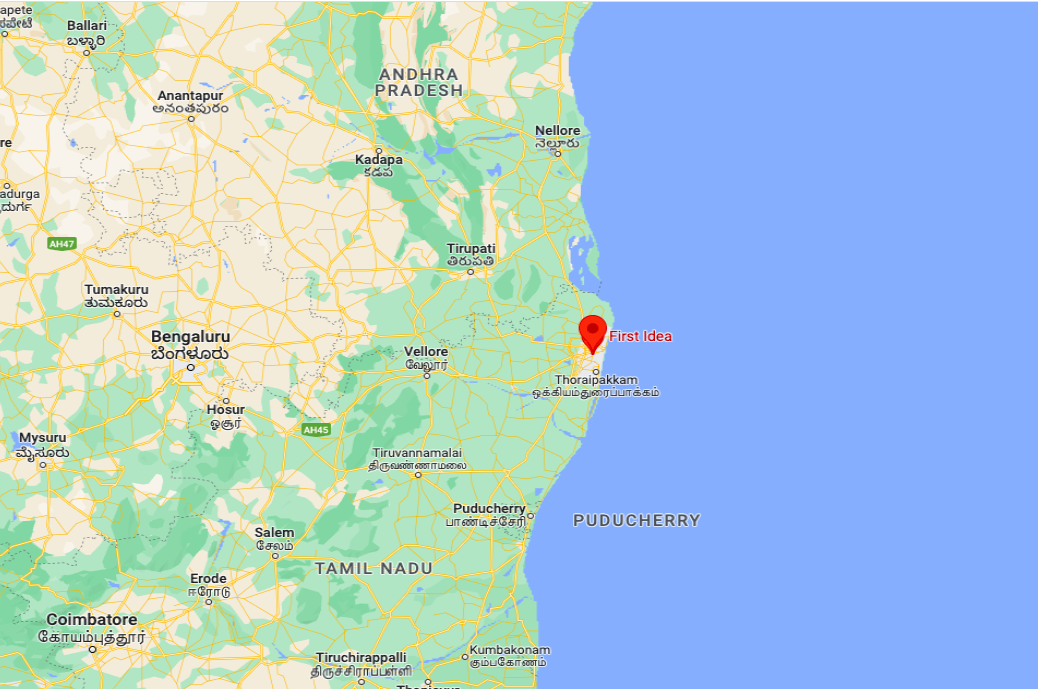 apete
ಸಪೇಟೆ
Ballari
ಬಳ್ಳಾರಿ
ANDHRA
PRADESH
Anantapur
అనంతపురం
Nellore
నెల్లూరు
re
Kadapa
కడప
adurga
ದುರ್ಗ
AH47
Tirupati
తిరుపతి
Tumakuru
ತುಮಕೂರು
Bengaluru
ಬೆಂಗಳೂರು
First Idea
Vellore
வேலூர்
Thoraipakkam
ஒக்கியம்துரைப்பாக்கம்
Hosur
ஓசூர்
AH45
Mysuru
ಮೈಸೂರು
Tiruvannamalai
திருவண்ணாமலை
Puducherry
பாண்டிச்சேரி
PUDUCHERRY
Salem
சேலம்
TAMIL NADU
Erode
ஈரோடு
Coimbatore
கோயம்புத்தூர்
Kumbakonam
கும்பகோணம்
Tiruchirappalli
திருச்சிராப்பள்ளி